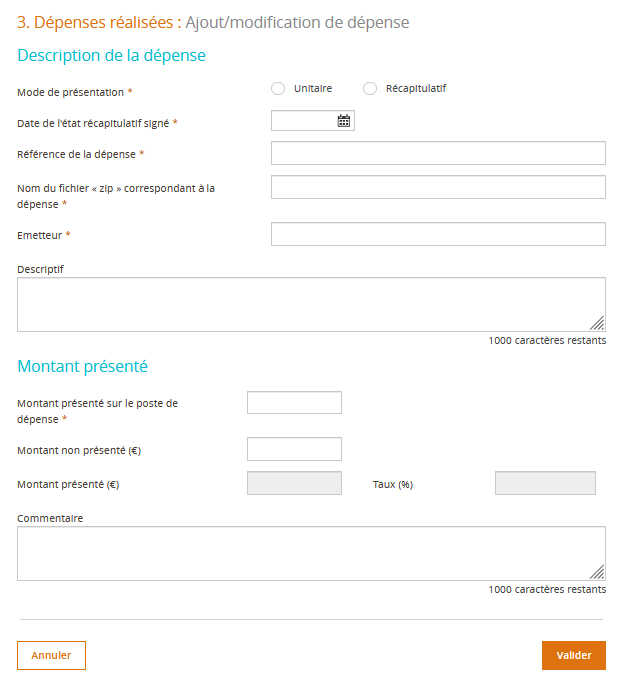 3. Dépenses réalisées : Ajout/modification de dépense
Description de la dépense
Mode de présentation *
Unitaire
Récapitulatif
Date de l'état récapitulatif signé *
Référence de la dépense *
Nom du fichier « zip » correspondant à la
dépense *
Emetteur *
Descriptif
1000 caractères restants
Montant présenté
Montant présenté sur le poste de
dépense *
Montant non présenté (€)
Montant présenté (€)
Taux (%)
Commentaire
1000 caractères restants
Annuler
Valider